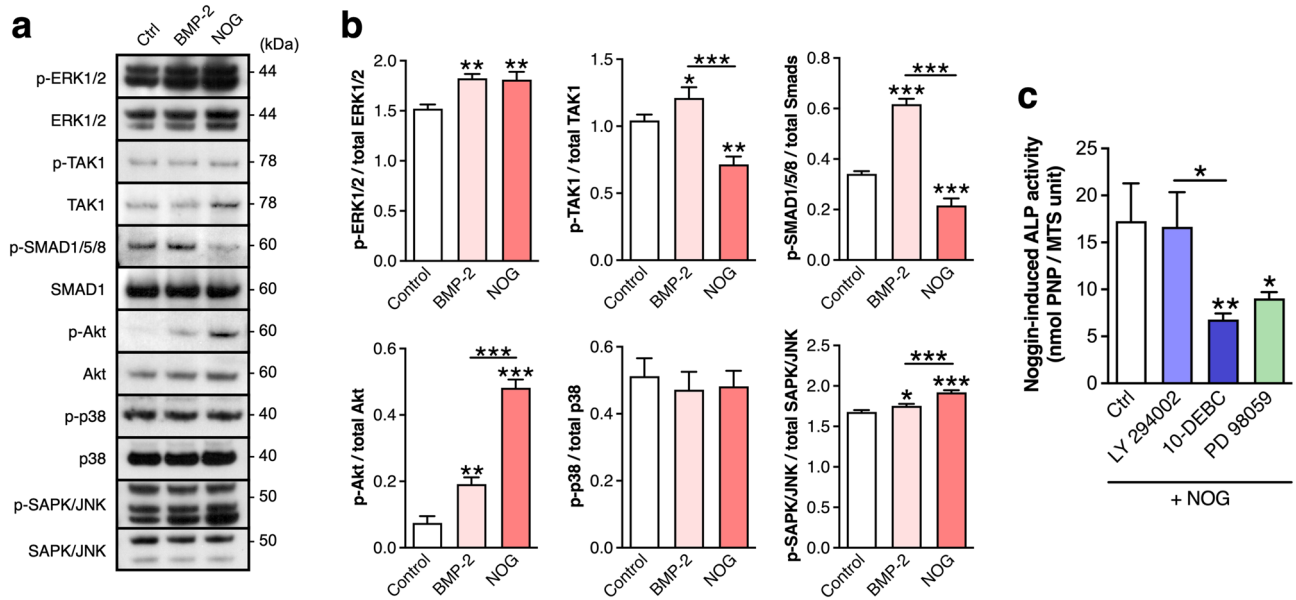 a
Ctrl
BMP-2
NOG
(kDa)
p-ERK1/2
44
ERK1/2
44
p-TAK1
78
TAK1
78
p-SMAD1/5/8
60
SMAD1
60
p-Akt
60
Akt
60
p-p38
40
p38
40
p-SAPK/JNK
50
SAPK/JNK
50
b
p-ERK1/2 / total ERK1/2
2.0
1.5
1.0
0.5
0.0
**
**
Control
BMP-2
NOG
p-TAK1 / total TAK1
1.5
1.0
0.5
0.0
*
***
**
Control
BMP-2
NOG
p-SMAD1/5/8 / total Smads
0.8
0.6
0.4
0.2
0.0
***
***
***
Control
BMP-2
NOG
p-Akt / total Akt
0.6
0.4
0.2
0.0
**
***
***
Control
BMP-2
NOG
p-p38 / total p38
0.6
0.4
0.2
0.0
Control
BMP-2
NOG
p-SAPK/JNK / total SAPK/JNK
2.5
2.0
1.5
1.0
0.5
0.0
*
***
***
Control
BMP-2
NOG
c
Noggin-induced ALP activity
(nmol PNP / MTS unit)
25
20
15
10
5
0
*
**
*
Ctrl
LY 294002
10-DEBC
PD 98059
+ NOG